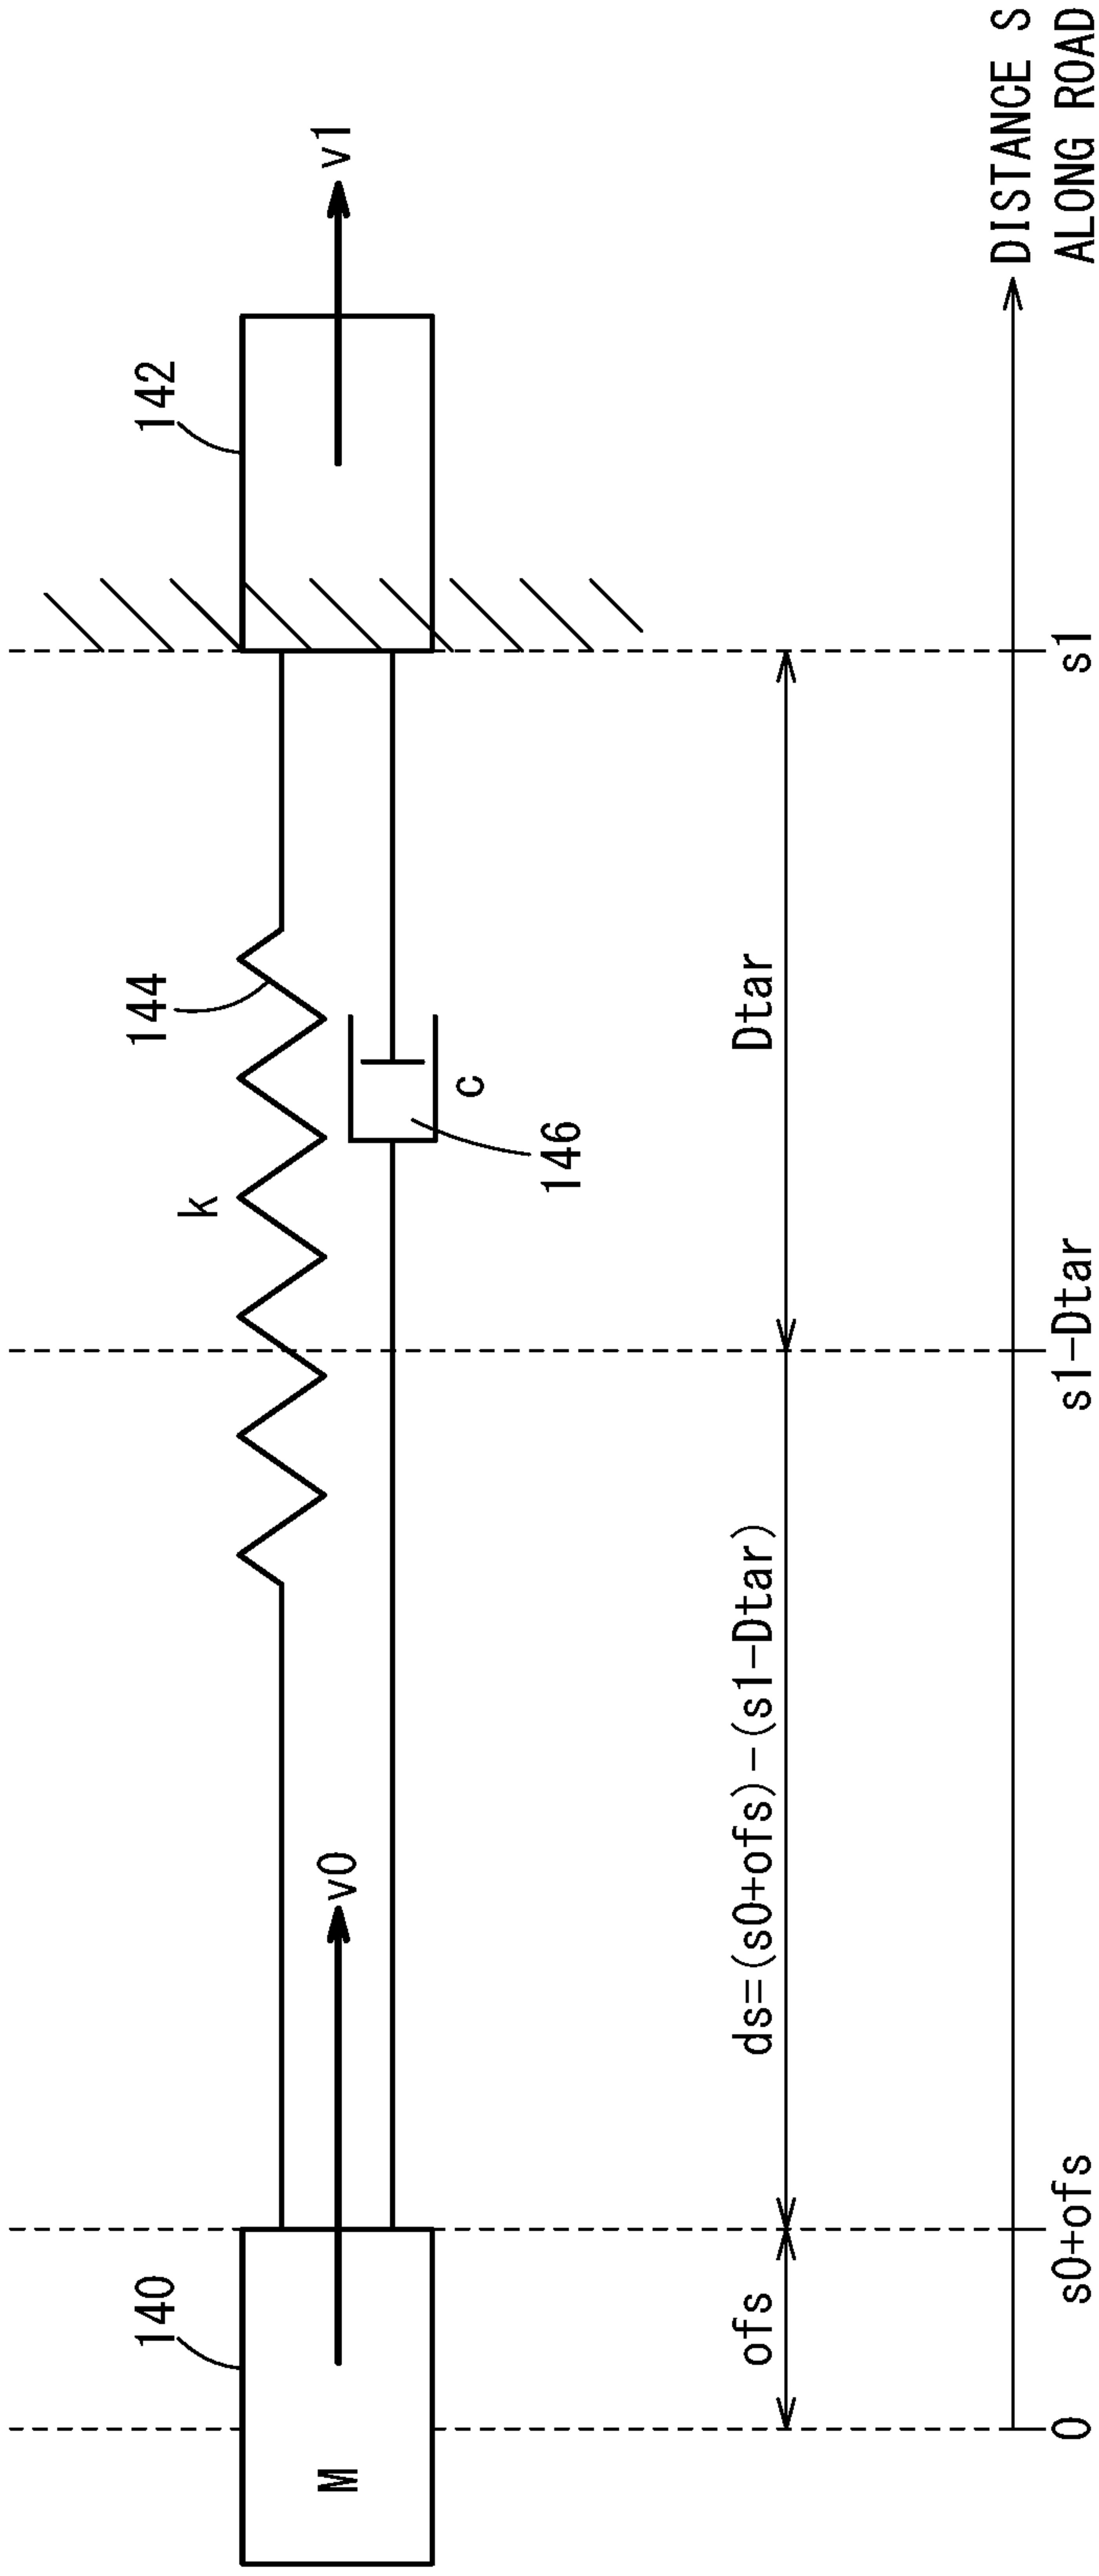 140
142
144
M
v0
v1
k
c
146
ofs
ds=(s0+ofs)-(s1-Dtar)
Dtar
0
s0+ofs
s1-Dtar
s1
DISTANCE S
ALONG ROAD